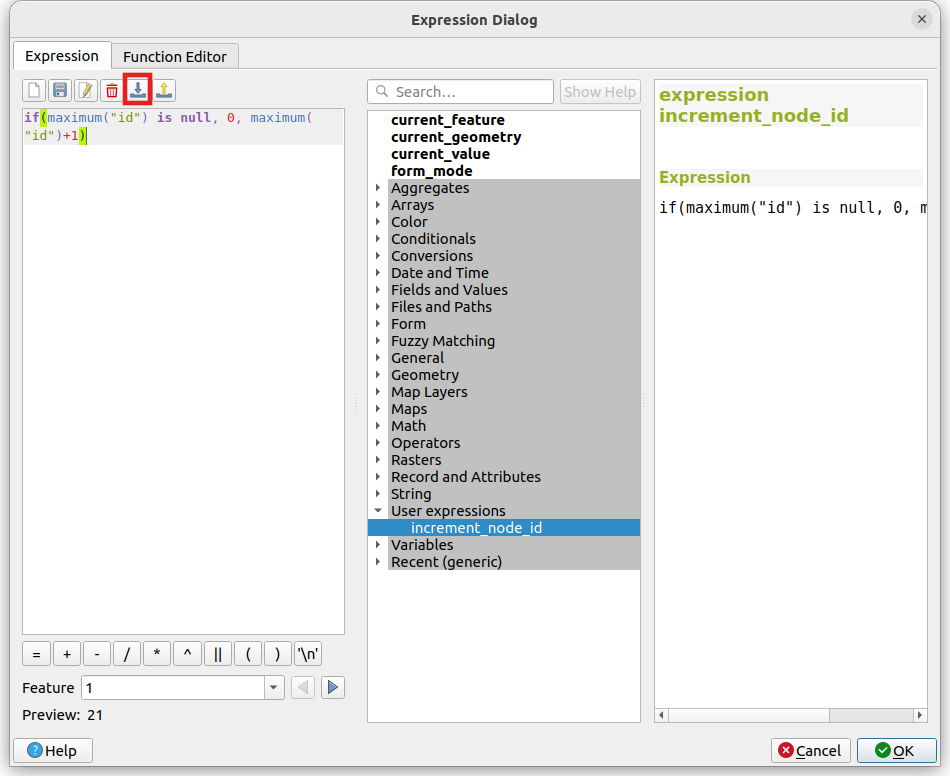 Expression Dialog
Expression
Function Editor
if(maximum("id") is null, 0, maximum(
"id")+1)
=
+
-
/
*
^
||
(
)
'\n'
Feature
1
Preview: 21
Search...
Show Help
current_feature
current_geometry
current_value
form_mode
Aggregates
Arrays
Color
Conditionals
Conversions
Date and Time
Fields and Values
Files and Paths
Form
Fuzzy Matching
General
Geometry
Map Layers
Maps
Math
Operators
Rasters
Record and Attributes
String
User expressions
increment_node_id
Variables
Recent (generic)
expression
increment_node_id
Expression
if(maximum("id") is null, 0, m
Help
Cancel
OK